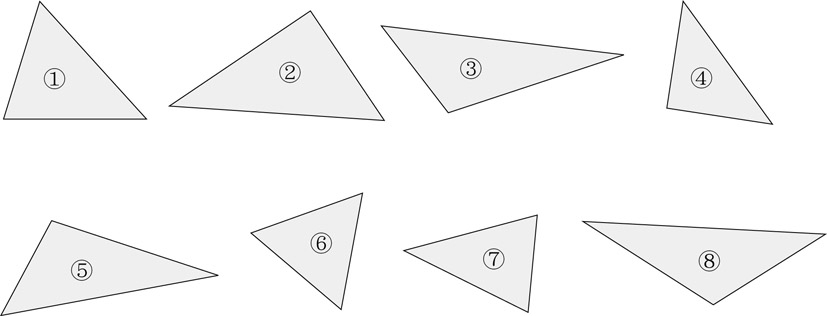 ① ② ③ ④
⑤ ⑥ ⑦ ⑧